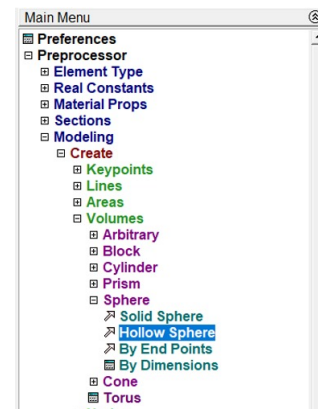 Main Menu
Preferences
Preprocessor
Element Type
Real Constants
Material Props
Sections
Modeling
Create
Keypoints
Lines
Areas
Volumes
Arbitrary
Block
Cylinder
Prism
Sphere
Solid Sphere
Hollow Sphere
By End Points
By Dimensions
Cone
Torus